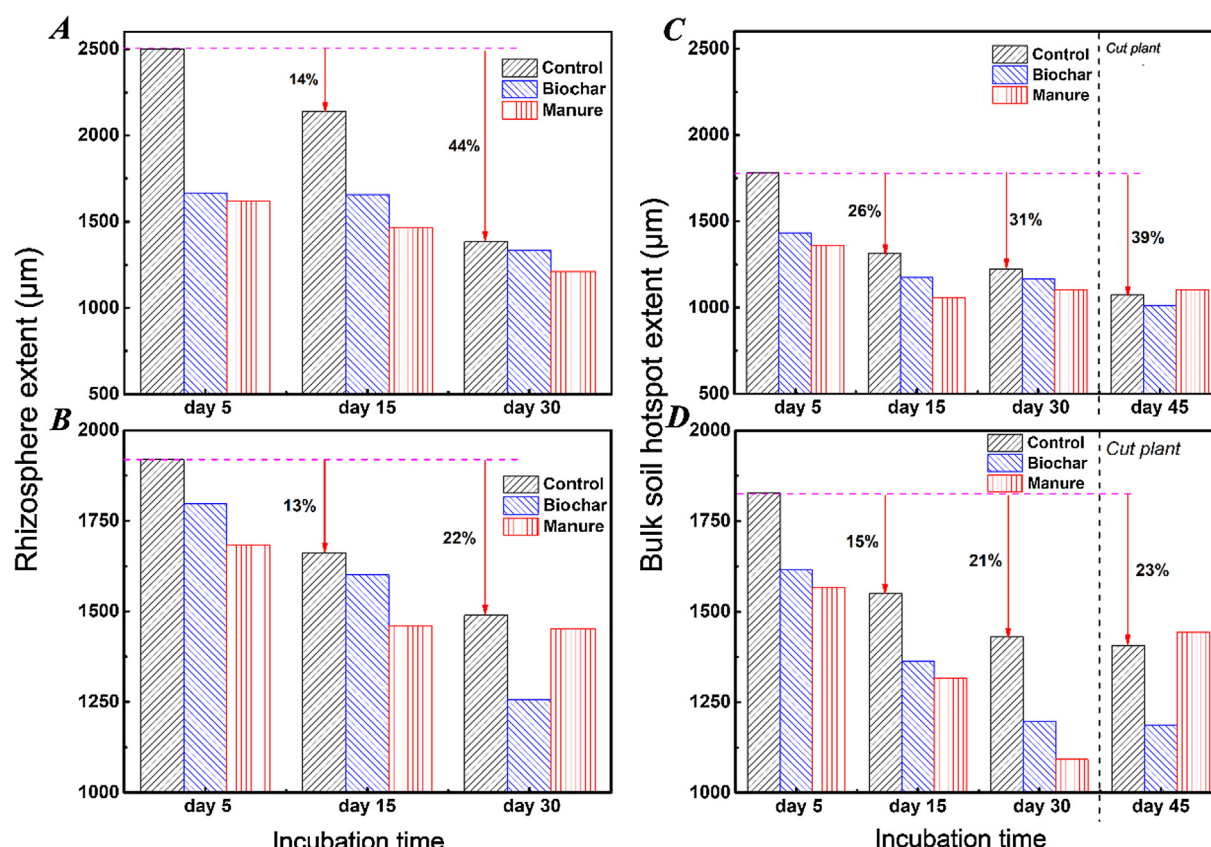 A
2500
2000
1500
1000
500
14%
44%
Control
Biochar
Manure
day 5
day 15
day 30
Rhizosphere extent (μm)
B
2000
1750
1500
1250
1000
13%
22%
Control
Biochar
Manure
day 5
day 15
day 30
Incubation time
C
2500
2000
1500
1000
500
Control
Biochar
Manure
Cut plant
26%
31%
39%
day 5
day 15
day 30
day 45
Bulk soil hotspot extent (μm)
D
2000
1750
1500
1250
1000
Control
Biochar
Manure
Cut plant
15%
21%
23%
day 5
day 15
day 30
day 45
Incubation time